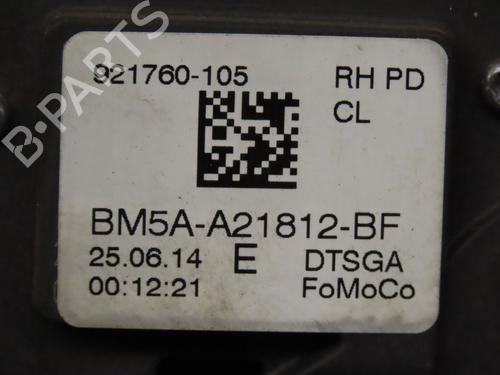 B-PARTS
921760-105 RH PD
CL
BM5A-A21812-BF
25.06.14 E DTSGA
00:12:21 FoMoCo